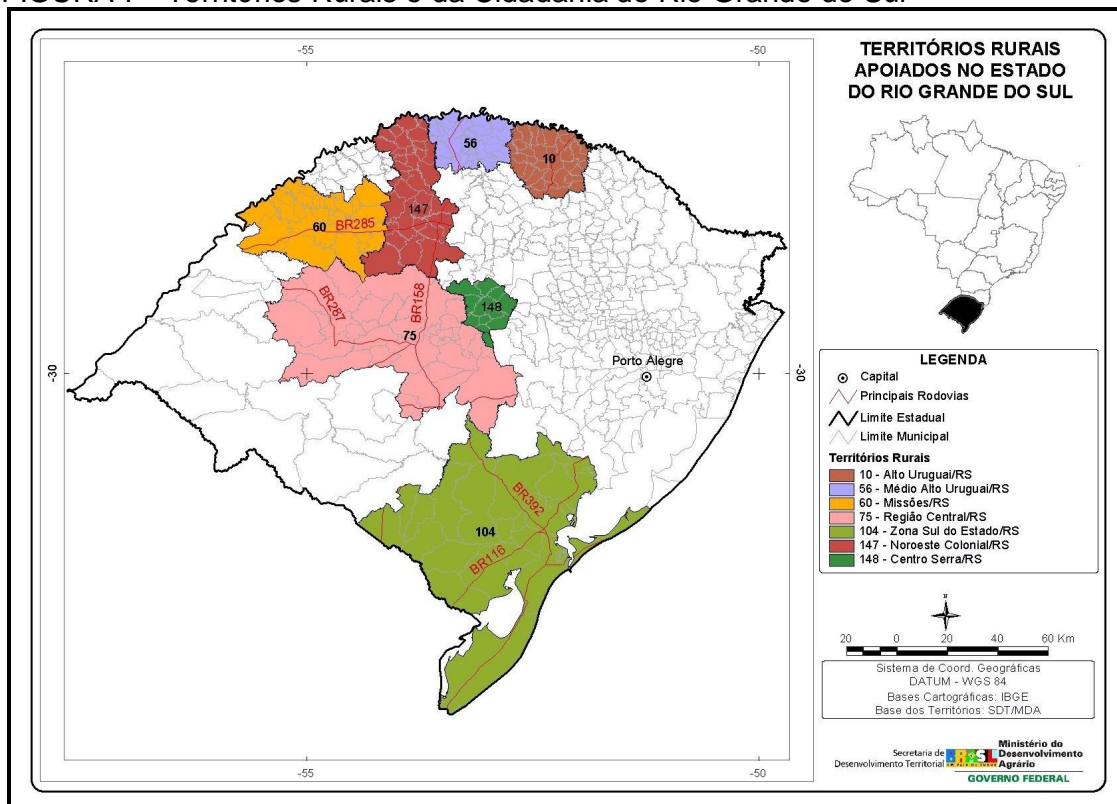 FIGURA I – Territórios Rurais e da Cidadania do Rio Grande do Sul
-55
-50
56
10
147
60
BR285
148
BR287
BR158
75
Porto Alegre
-30
-30
BR392
104
BR116
-55
-50
TERRITÓRIOS RURAIS
APOIADOS NO ESTADO
DO RIO GRANDE DO SUL
LEGENDA
Capital
Principais Rodovias
Limite Estadual
Limite Municipal
Territórios Rurais
10 - Alto Uruguai/RS
56 - Médio Alto Uruguai/RS
60 - Missões/RS
75 - Região Central/RS
104 - Zona Sul do Estado/RS
147 - Noroeste Colonial/RS
148 - Centro Serra/RS
N
20 0 20 40 60 Km
Sistema de Coord. Geográficas
DATUM - WGS 84
Bases Cartográficas: IBGE
Base dos Territórios: SDT/MDA
Secretaria de
Desenvolvimento Territorial
BRASIL
Ministério do
Desenvolvimento
Agrário
GOVERNO FEDERAL